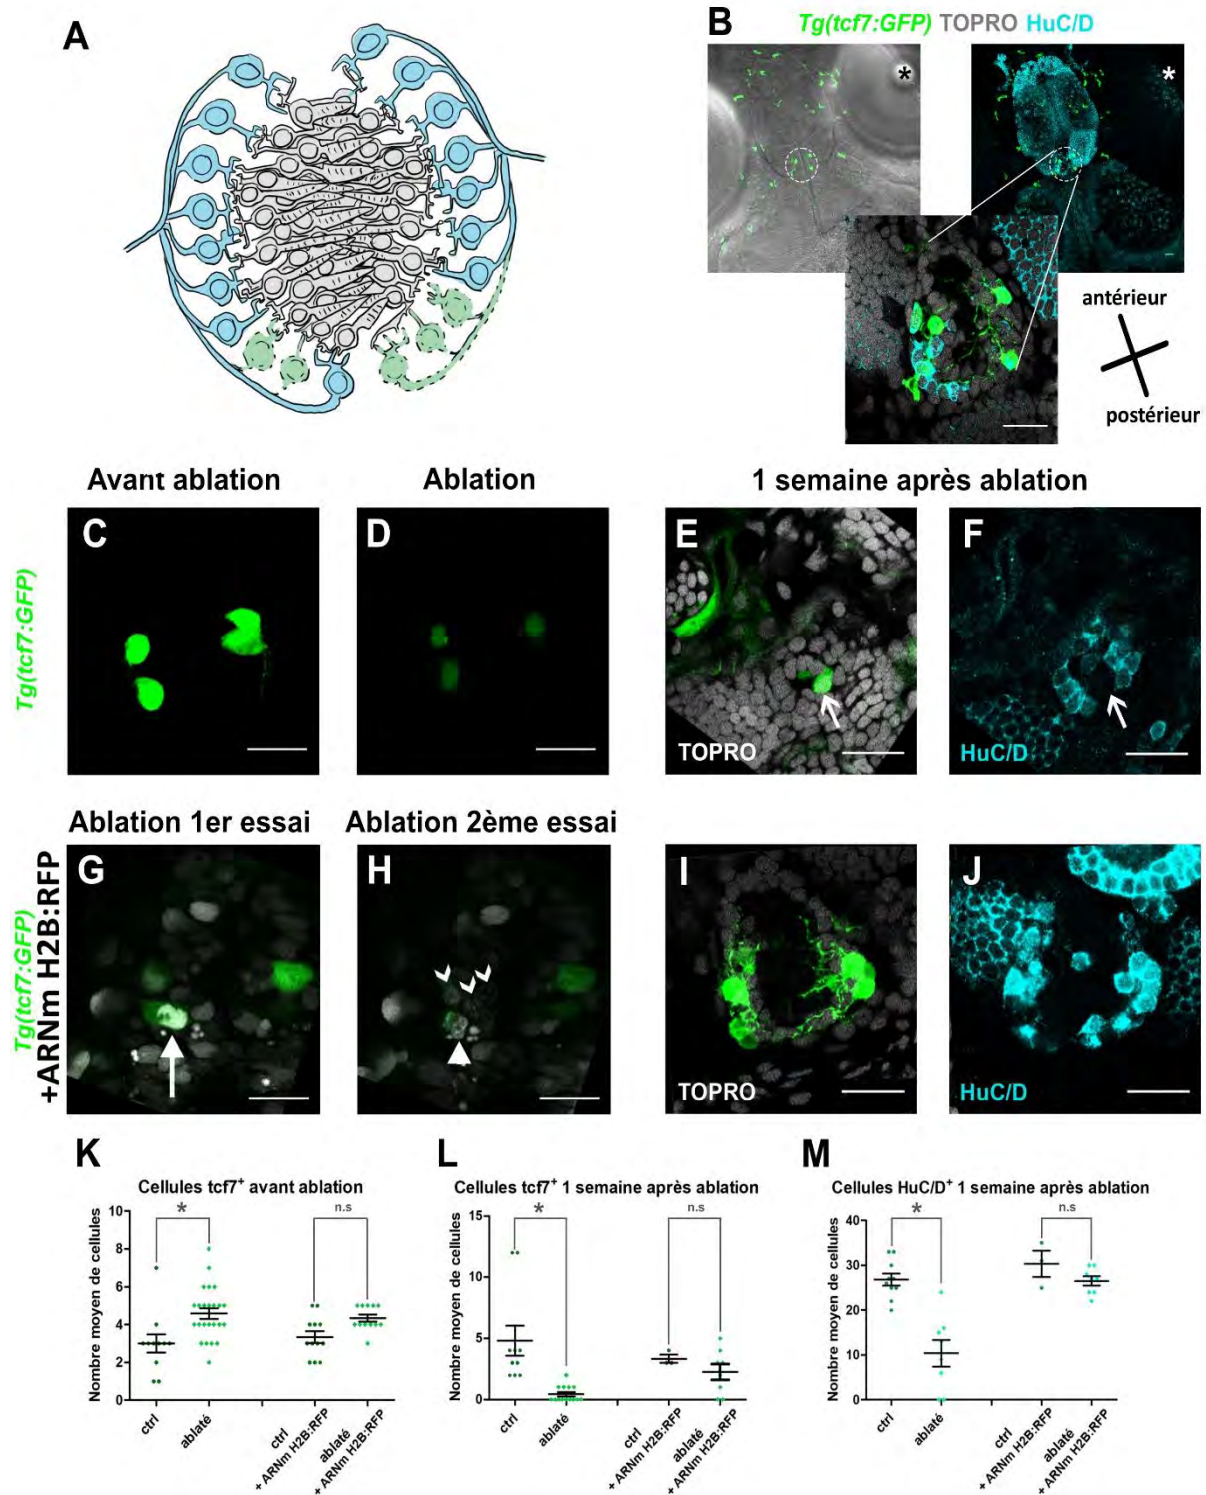 A
B
Tg(tcf7:GFP) TOPRO HuC/D
*
*
antérieur
postérieur
Avant ablation
Ablation
1 semaine après ablation
Tg(tcf7:GFP)
C
D
E
TOPRO
F
HuC/D
Ablation 1er essai
Ablation 2ème essai
Tg(tcf7:GFP)
+ARNm H2B:RFP
G
H
I
TOPRO
J
HuC/D
K
Cellules tcf7+ avant ablation
Nombre moyen de cellules
10
8
6
4
2
0
*
n.s
ctrl
ablaté
ctrl
+ ARNm H2B:RFP
ablaté
+ ARNm H2B:RFP
L
Cellules tcf7+ 1 semaine après ablation
Nombre moyen de cellules
15
10
5
0
*
n.s
ctrl
ablaté
ctrl
+ ARNm H2B:RFP
ablaté
+ ARNm H2B:RFP
M
Cellules HuC/D+ 1 semaine après ablation
Nombre moyen de cellules
40
30
20
10
0
*
n.s
ctrl
ablaté
ctrl
+ ARNm H2B:RFP
ablaté
+ ARNm H2B:RFP